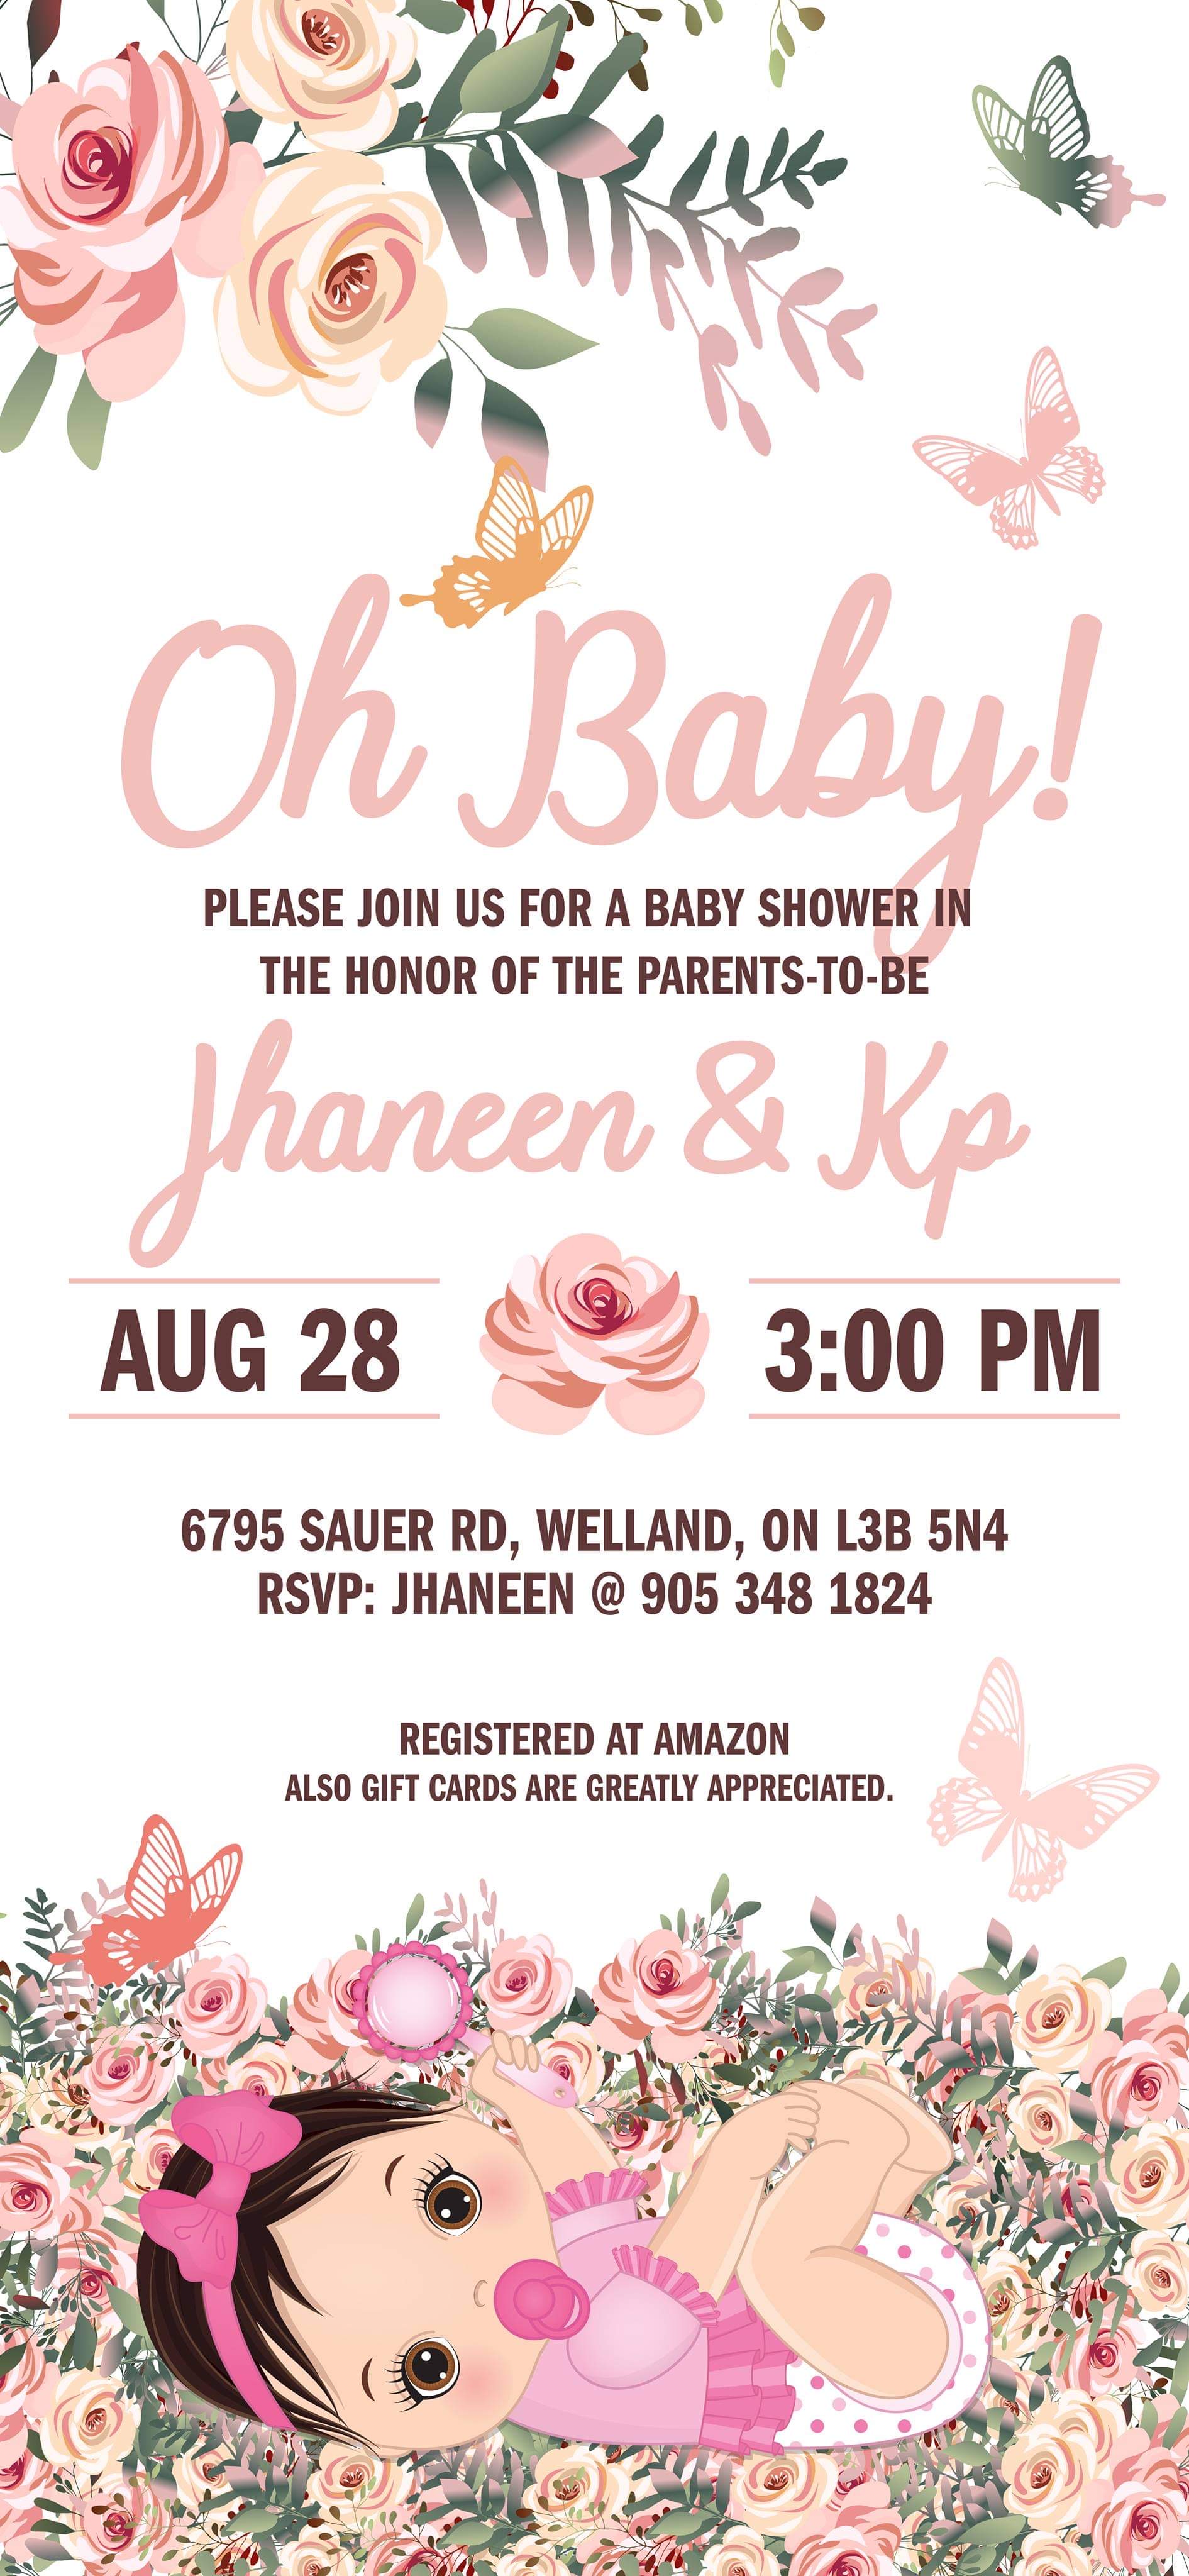 Oh Baby!
PLEASE JOIN US FOR A BABY SHOWER IN
THE HONOR OF THE PARENTS-TO-BE
Jhaneen & Kp
AUG 28
3:00 PM
6795 SAUER RD, WELLAND, ON L3B 5N4
RSVP: JHANEEN @ 905 348 1824
REGISTERED AT AMAZON
ALSO GIFT CARDS ARE GREATLY APPRECIATED.